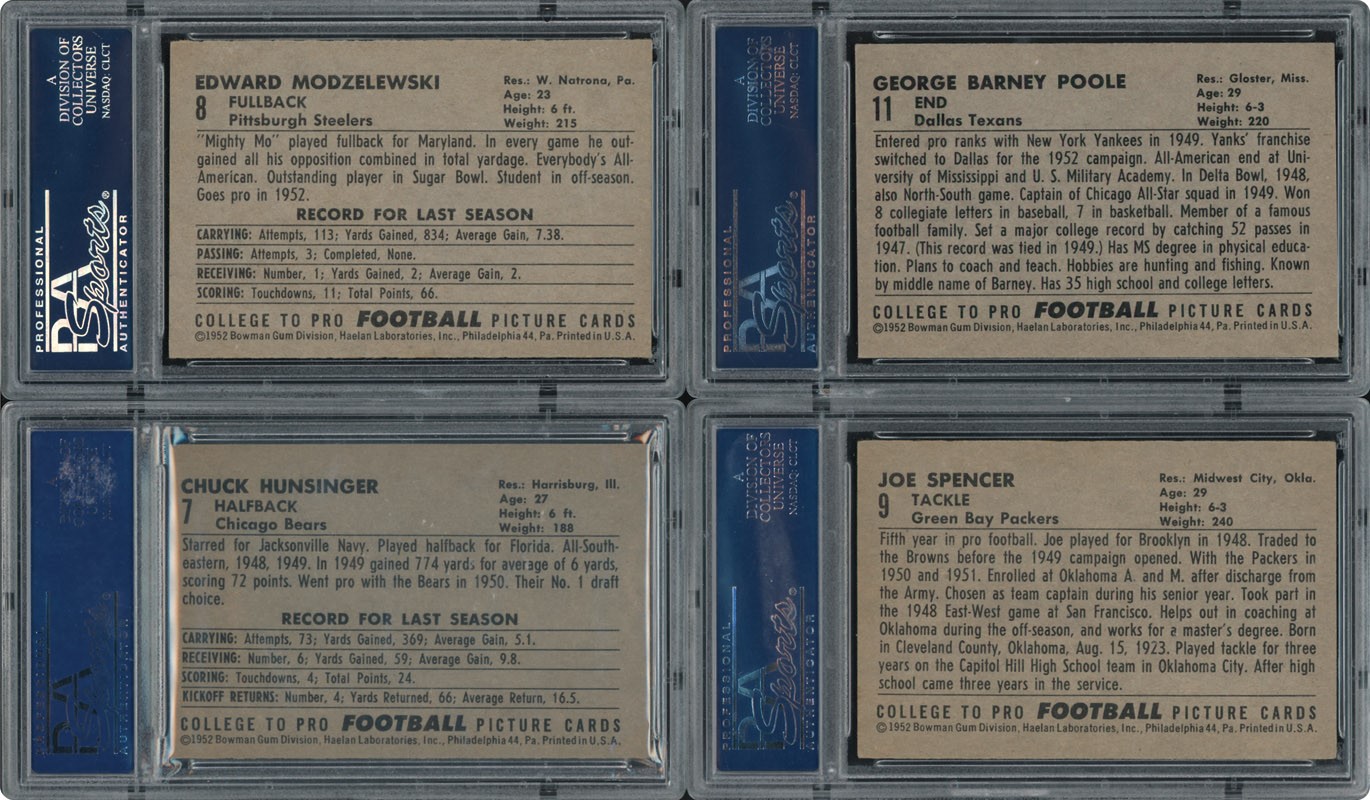 A
DIVISION OF
COLLECTORS
UNIVERSE
NASDAQ: CLCT
PROFESSIONAL
PSA
Sports®
AUTHENTICATOR
EDWARD MODZELEWSKI
8 FULLBACK
Pittsburgh Steelers
Res.: W. Natrona, Pa.
Age: 23
Height: 6 ft.
Weight: 215
"Mighty Mo" played fullback for Maryland. In every game he out-
gained all his opposition combined in total yardage. Everybody's All-
American. Outstanding player in Sugar Bowl. Student in off-season.
Goes pro in 1952.
RECORD FOR LAST SEASON
CARRYING: Attempts, 113; Yards Gained, 834; Average Gain, 7.38.
PASSING: Attempts, 3; Completed, None.
RECEIVING: Number, 1; Yards Gained, 2; Average Gain, 2.
SCORING: Touchdowns, 11; Total Points, 66.
COLLEGE TO PRO FOOTBALL PICTURE CARDS
©1952 Bowman Gum Division, Haelan Laboratories, Inc., Philadelphia 44, Pa. Printed in U.S.A.
A
DIVISION OF
COLLECTORS
UNIVERSE
NASDAQ: CLCT
PROFESSIONAL
PSA
Sports®
AUTHENTICATOR
GEORGE BARNEY POOLE
11 END
Dallas Texans
Res.: Gloster, Miss.
Age: 29
Height: 6-3
Weight: 220
Entered pro ranks with New York Yankees in 1949. Yanks' franchise
switched to Dallas for the 1952 campaign. All-American end at Uni-
versity of Mississippi and U. S. Military Academy. In Delta Bowl, 1948,
also North-South game. Captain of Chicago All-Star squad in 1949. Won
8 collegiate letters in baseball, 7 in basketball. Member of a famous
football family. Set a major college record by catching 52 passes in
1947. (This record was tied in 1949.) Has MS degree in physical educa-
tion. Plans to coach and teach. Hobbies are hunting and fishing. Known
by middle name of Barney. Has 35 high school and college letters.
COLLEGE TO PRO FOOTBALL PICTURE CARDS
©1952 Bowman Gum Division, Haelan Laboratories, Inc., Philadelphia 44, Pa. Printed in U.S.A.
PSA
CHUCK HUNSINGER
7 HALFBACK
Chicago Bears
Res.: Harrisburg, Ill.
Age: 27
Height: 6 ft.
Weight: 188
Starred for Jacksonville Navy. Played halfback for Florida. All-South-
eastern, 1948, 1949. In 1949 gained 774 yards for average of 6 yards,
scoring 72 points. Went pro with the Bears in 1950. Their No. 1 draft
choice.
RECORD FOR LAST SEASON
CARRYING: Attempts, 73; Yards Gained, 369; Average Gain, 5.1.
RECEIVING: Number, 6; Yards Gained, 59; Average Gain, 9.8.
SCORING: Touchdowns, 4; Total Points, 24.
KICKOFF RETURNS: Number, 4; Yards Returned, 66; Average Return, 16.5.
COLLEGE TO PRO FOOTBALL PICTURE CARDS
©1952 Bowman Gum Division, Haelan Laboratories, Inc., Philadelphia 44, Pa. Printed in U.S.A.
A
DIVISION OF
COLLECTORS
UNIVERSE
NASDAQ: CLCT
PROFESSIONAL
PSA
Sports®
AUTHENTICATOR
JOE SPENCER
9 TACKLE
Green Bay Packers
Res.: Midwest City, Okla.
Age: 29
Height: 6-3
Weight: 240
Fifth year in pro football. Joe played for Brooklyn in 1948. Traded to
the Browns before the 1949 campaign opened. With the Packers in
1950 and 1951. Enrolled at Oklahoma A. and M. after discharge from
the Army. Chosen as team captain during his senior year. Took part in
the 1948 East-West game at San Francisco. Helps out in coaching at
Oklahoma during the off-season, and works for a master's degree. Born
in Cleveland County, Oklahoma, Aug. 15, 1923. Played tackle for three
years on the Capitol Hill High School team in Oklahoma City. After high
school came three years in the service.
COLLEGE TO PRO FOOTBALL PICTURE CARDS
©1952 Bowman Gum Division, Haelan Laboratories, Inc., Philadelphia 44, Pa. Printed in U.S.A.